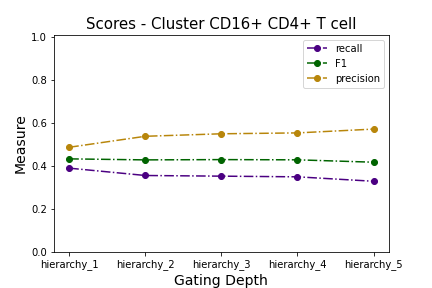 Scores - Cluster CD16+ CD4+ T cell
recall
F1
precision
Measure
1.0
0.8
0.6
0.4
0.2
0.0
hierarchy_1 hierarchy_2 hierarchy_3 hierarchy_4 hierarchy_5
Gating Depth